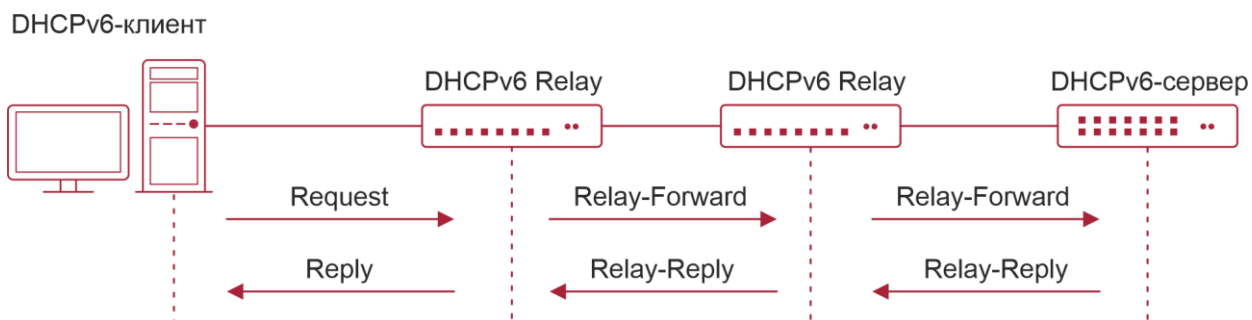 DHCPv6-клиент
DHCPv6 Relay
DHCPv6 Relay
DHCPv6-сервер
Request
Relay-Forward
Relay-Forward
Reply
Relay-Reply
Relay-Reply